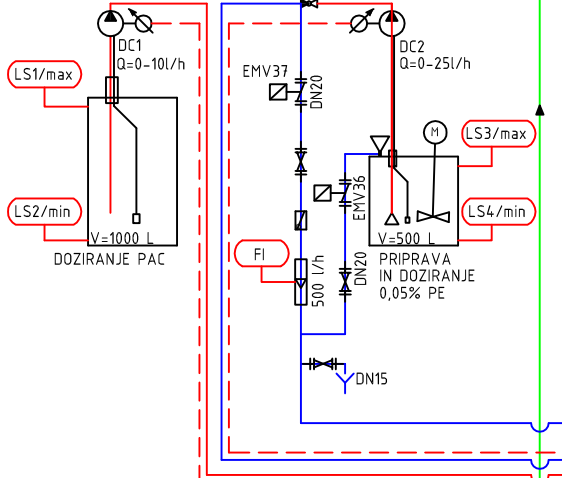 DC1
Q=0-10l/h
LS1/max
LS2/min
V=1000 L
DOZIRANJE PAC
EMV37
DN20
FI
500 l/h
EMV36
DN20
DN15
DC2
Q=0-25l/h
M
LS3/max
LS4/min
V=500 L
PRIPRAVA
IN DOZIRANJE
0,05% PE